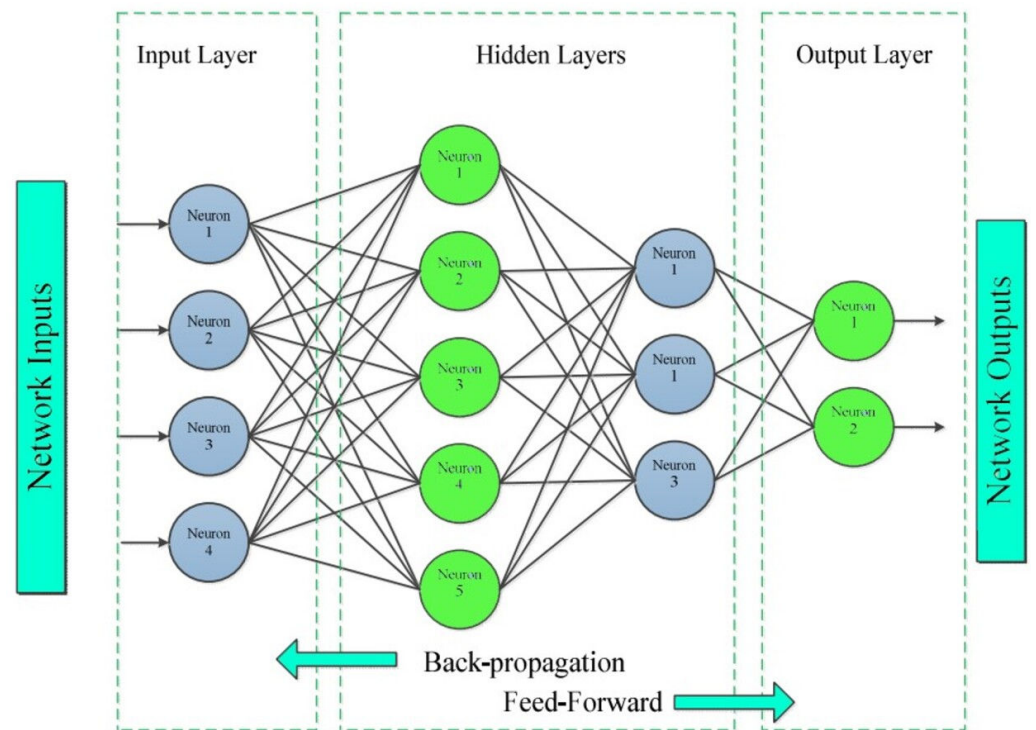 Input Layer
Hidden Layers
Output Layer
Network Inputs
Neuron
1
Neuron
2
Neuron
3
Neuron
4
Neuron
1
Neuron
2
Neuron
3
Neuron
4
Neuron
5
Neuron
1
Neuron
1
Neuron
3
Neuron
1
Neuron
2
Network Outputs
Back-propagation
Feed-Forward